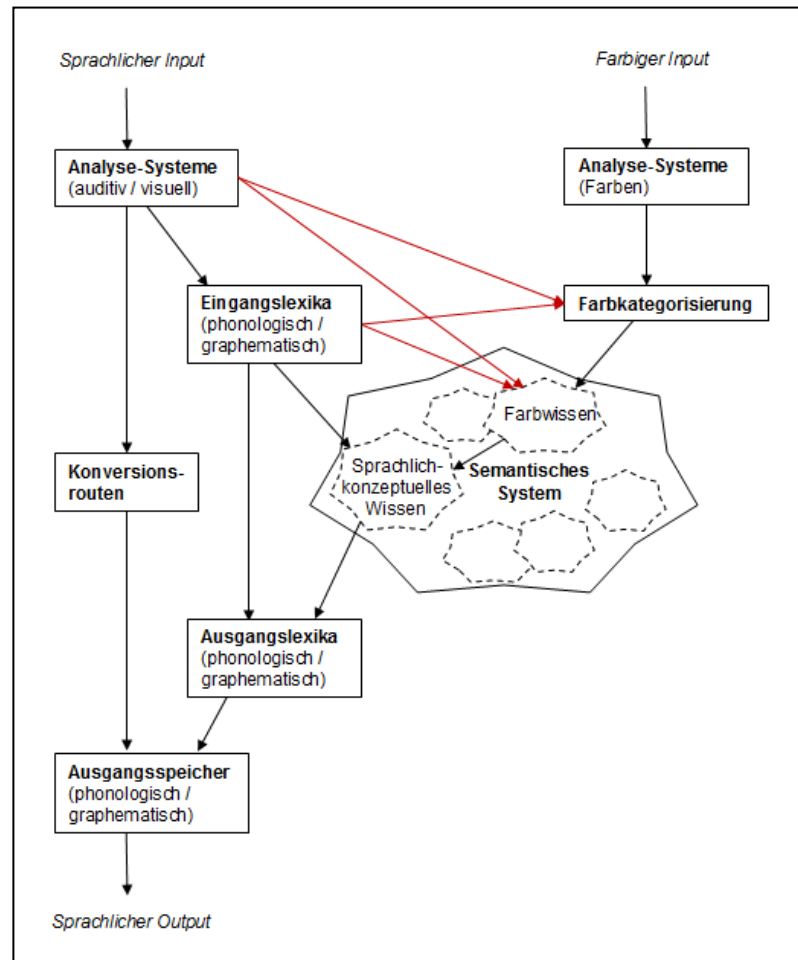 Sprachlicher Input
Farbiger Input
Analyse-Systeme
(auditiv / visuell)
Analyse-Systeme
(Farben)
Eingangslexika
(phonologisch /
graphematisch)
Farbkategorisierung
Farbwissen
Sprachlich-
konzeptuelles
Wissen
Semantisches
System
Konversions-
routen
Ausgangslexika
(phonologisch /
graphematisch)
Ausgangsspeicher
(phonologisch /
graphematisch)
Sprachlicher Output